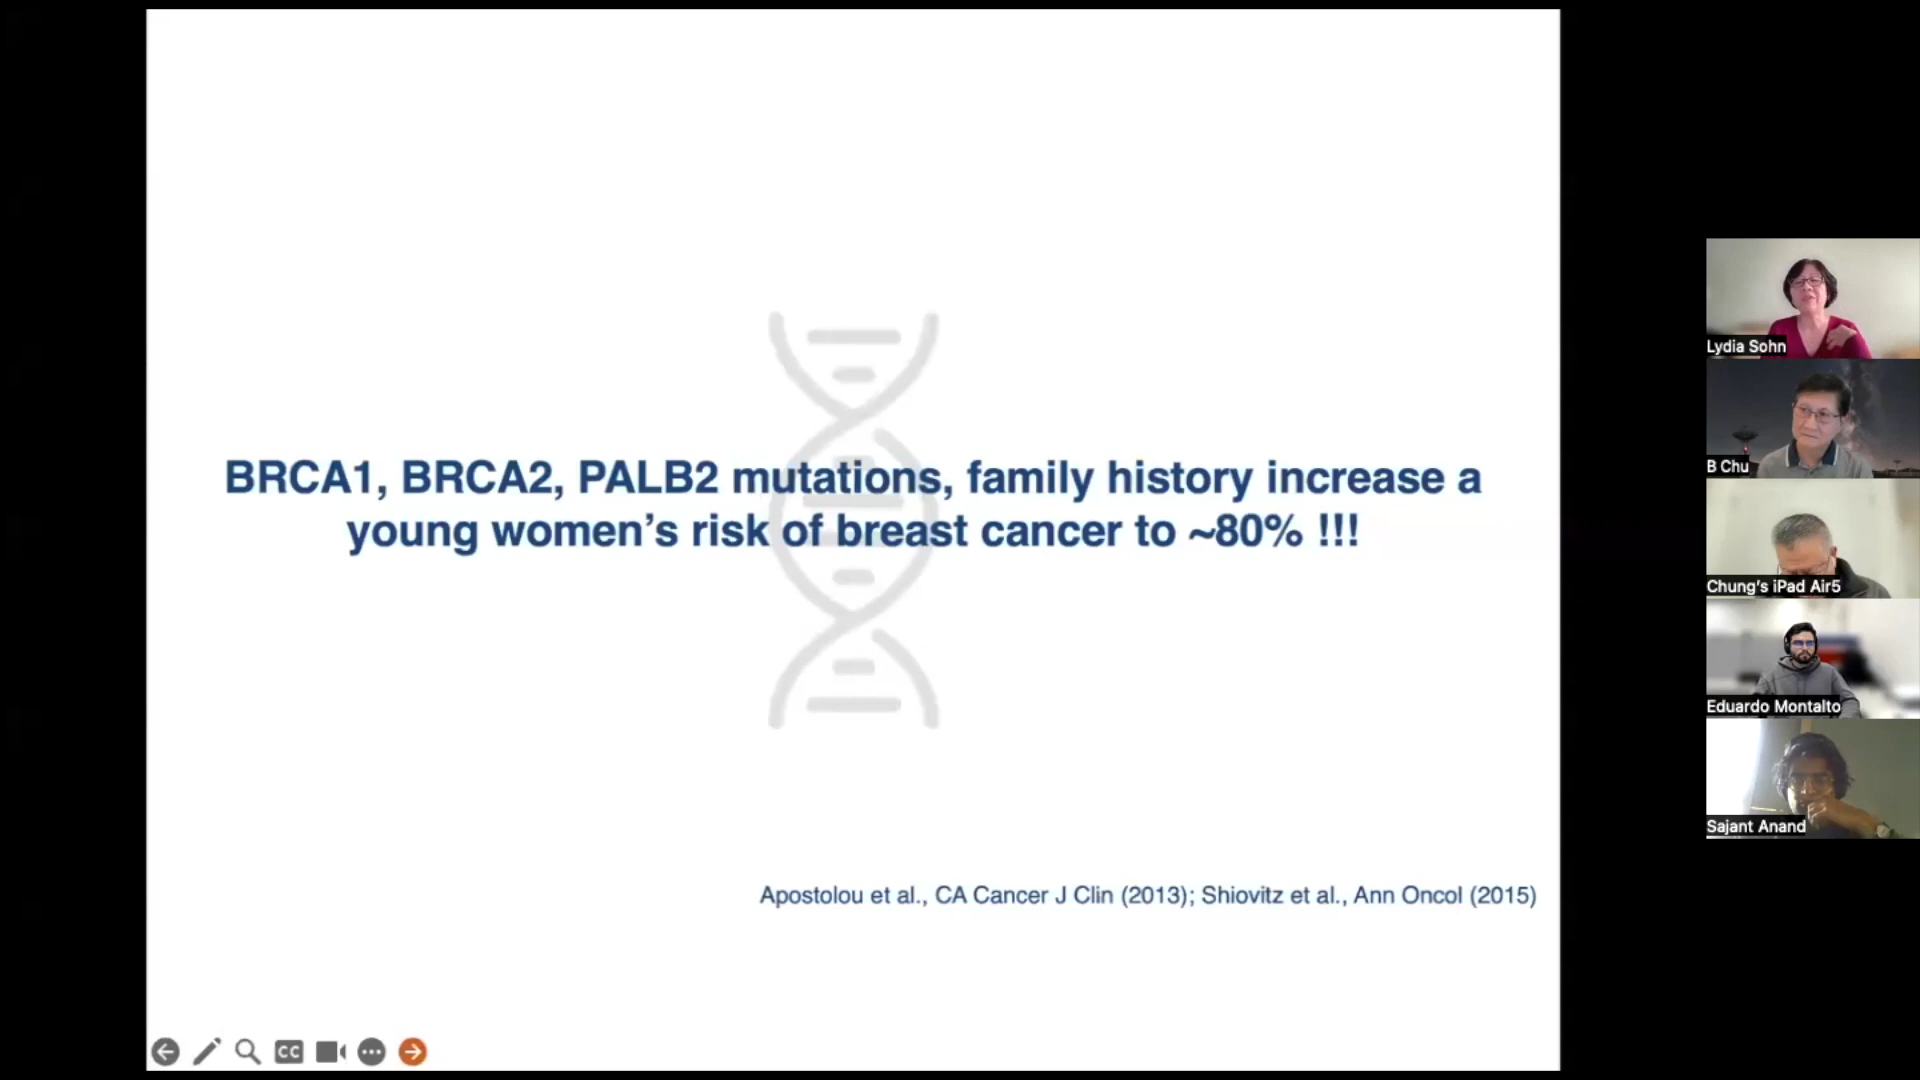 BRCA1, BRCA2, PALB2 mutations, family history increase a
young women’s risk of breast cancer to ~80% !!!
Apostolou et al., CA Cancer J Clin (2013); Shiovitz et al., Ann Oncol (2015)
CC
Lydia Sohn
B Chu
Chung’s iPad Air5
Eduardo Montalto
Sajant Anand